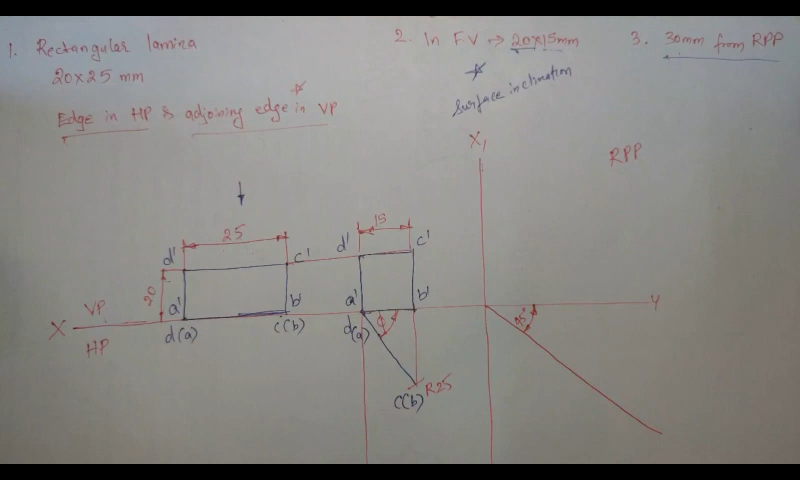 1. Rectangular lamina
20x25 mm
Edge in HP & adjoining edge in VP
2. In F.V → 20x15mm
Surface inclination
3. 30mm from RPP
X1
RPP
25
15
d' c' d' c'
20
a' b' a' b'
X VP Y
HP
d(a) c(b) d(a) φ 45°
R25
c(b)